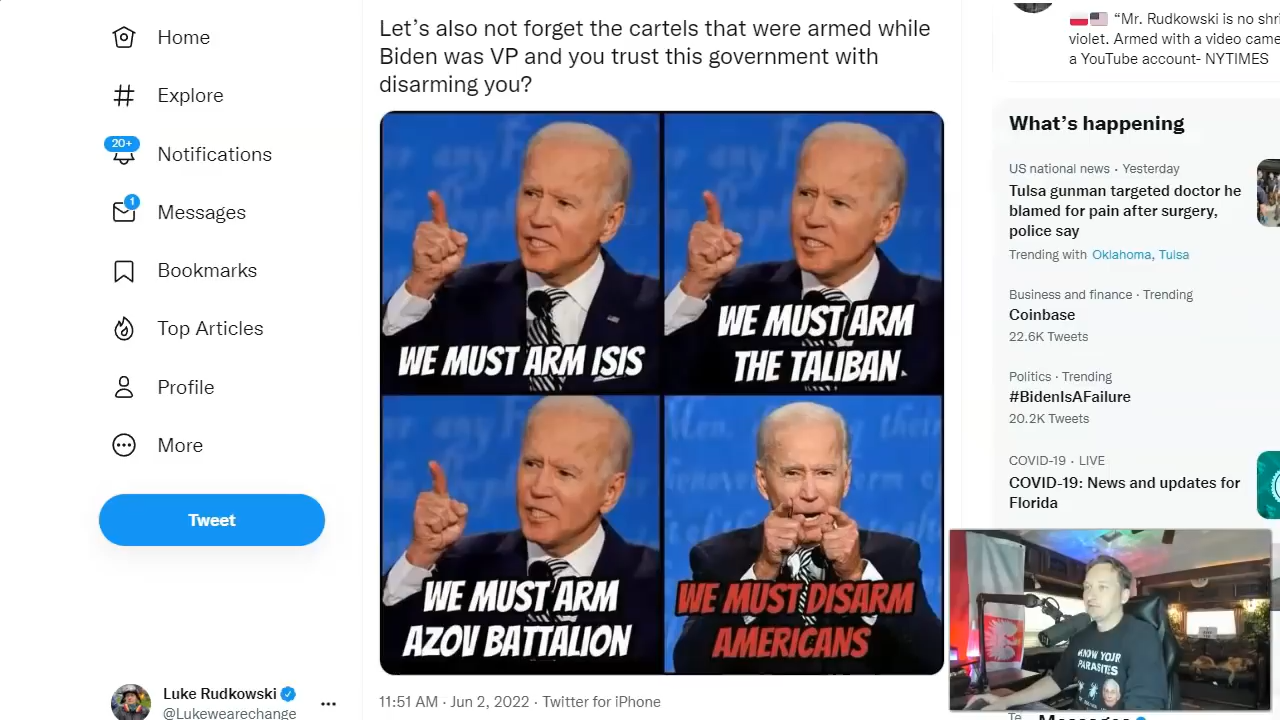 Home
Explore
20+
Notifications
1
Messages
Bookmarks
Top Articles
Profile
More
Tweet
Luke Rudkowski
@Lukewearechange
Let’s also not forget the cartels that were armed while
Biden was VP and you trust this government with
disarming you?
WE MUST ARM ISIS
WE MUST ARM
THE TALIBAN
WE MUST ARM
AZOV BATTALION
WE MUST DISARM
AMERICANS
11:51 AM · Jun 2, 2022 · Twitter for iPhone
“Mr. Rudkowski is no
violet. Armed with a video
a YouTube account- NYTIMES
What’s happening
US national news · Yesterday
Tulsa gunman targeted doctor he
blamed for pain after surgery,
police say
Trending with Oklahoma, Tulsa
Business and finance · Trending
Coinbase
22.6K Tweets
Politics · Trending
#BidenIsAFailure
20.2K Tweets
COVID-19 · LIVE
COVID-19: News and updates for
Florida
KNOW YOUR
PARASITES